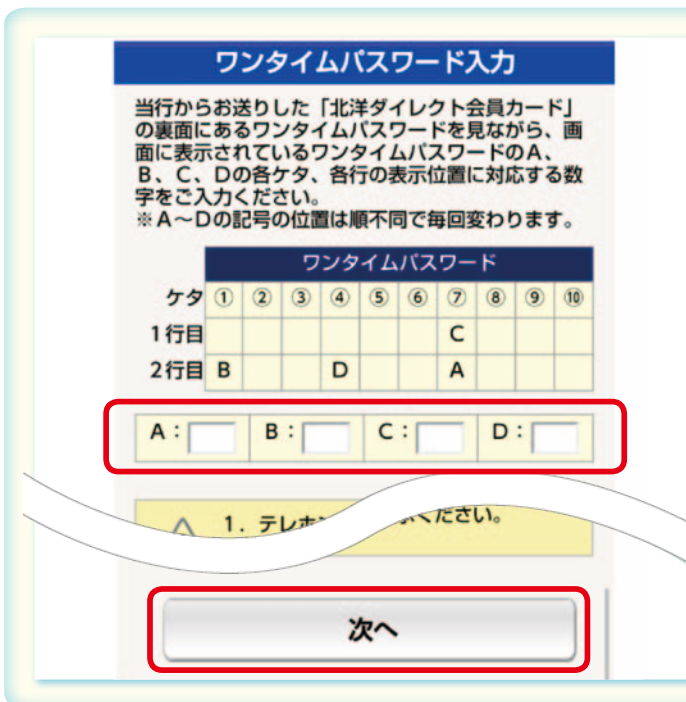 ワンタイムパスワード入力
当行からお送りした「北洋ダイレクト会員カード」
の裏面にあるワンタイムパスワードを見ながら、画
面に表示されているワンタイムパスワードのA、
B、C、Dの各ケタ、各行の表示位置に対応する数
字をご入力ください。
※A～Dの記号の位置は順不同で毎回変わります。
ワンタイムパスワード
ケタ ① ② ③ ④ ⑤ ⑥ ⑦ ⑧ ⑨ ⑩
1行目 C
2行目 B D A
A： B： C： D：
1．テレホン ください。
次へ